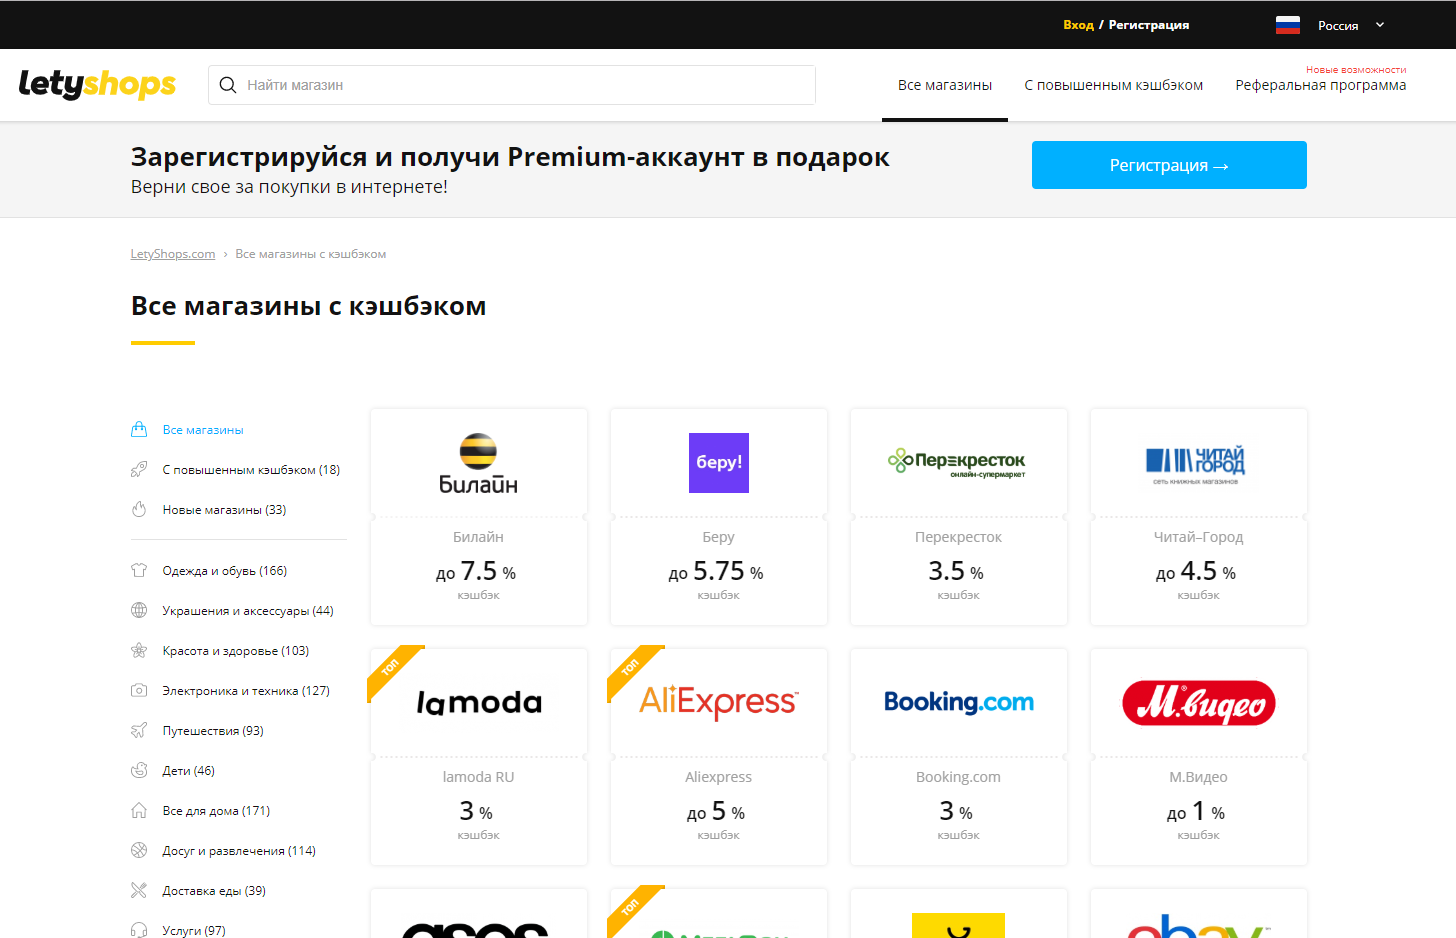 Вход / Регистрация
Россия
letyshops
Найти магазин
Все магазины
С повышенным кэшбэком
Новые возможности
Реферальная программа
Зарегистрируйся и получи Premium-аккаунт в подарок
Верни свое за покупки в интернете!
Регистрация →
LetyShops.com › Все магазины с кэшбэком
Все магазины с кэшбэком
Все магазины
С повышенным кэшбэком (18)
Новые магазины (33)
Одежда и обувь (166)
Украшения и аксессуары (44)
Красота и здоровье (103)
Электроника и техника (127)
Путешествия (93)
Дети (46)
Все для дома (171)
Досуг и развлечения (114)
Доставка еды (39)
Услуги (97)
Билайн
Билайн
до 7.5 %
кэшбэк
беру!
Беру
до 5.75 %
кэшбэк
Перекресток
онлайн-супермаркет
Перекресток
3.5 %
кэшбэк
ЧИТАЙ
ГОРОД
сеть книжных магазинов
Читай–Город
до 4.5 %
кэшбэк
ТОП
lamoda
lamoda RU
3 %
кэшбэк
ТОП
AliExpress™
Aliexpress
до 5 %
кэшбэк
Booking.com
Booking.com
3 %
кэшбэк
М.видео®
М.Видео
до 1 %
кэшбэк
asos
ТОП
ebay™